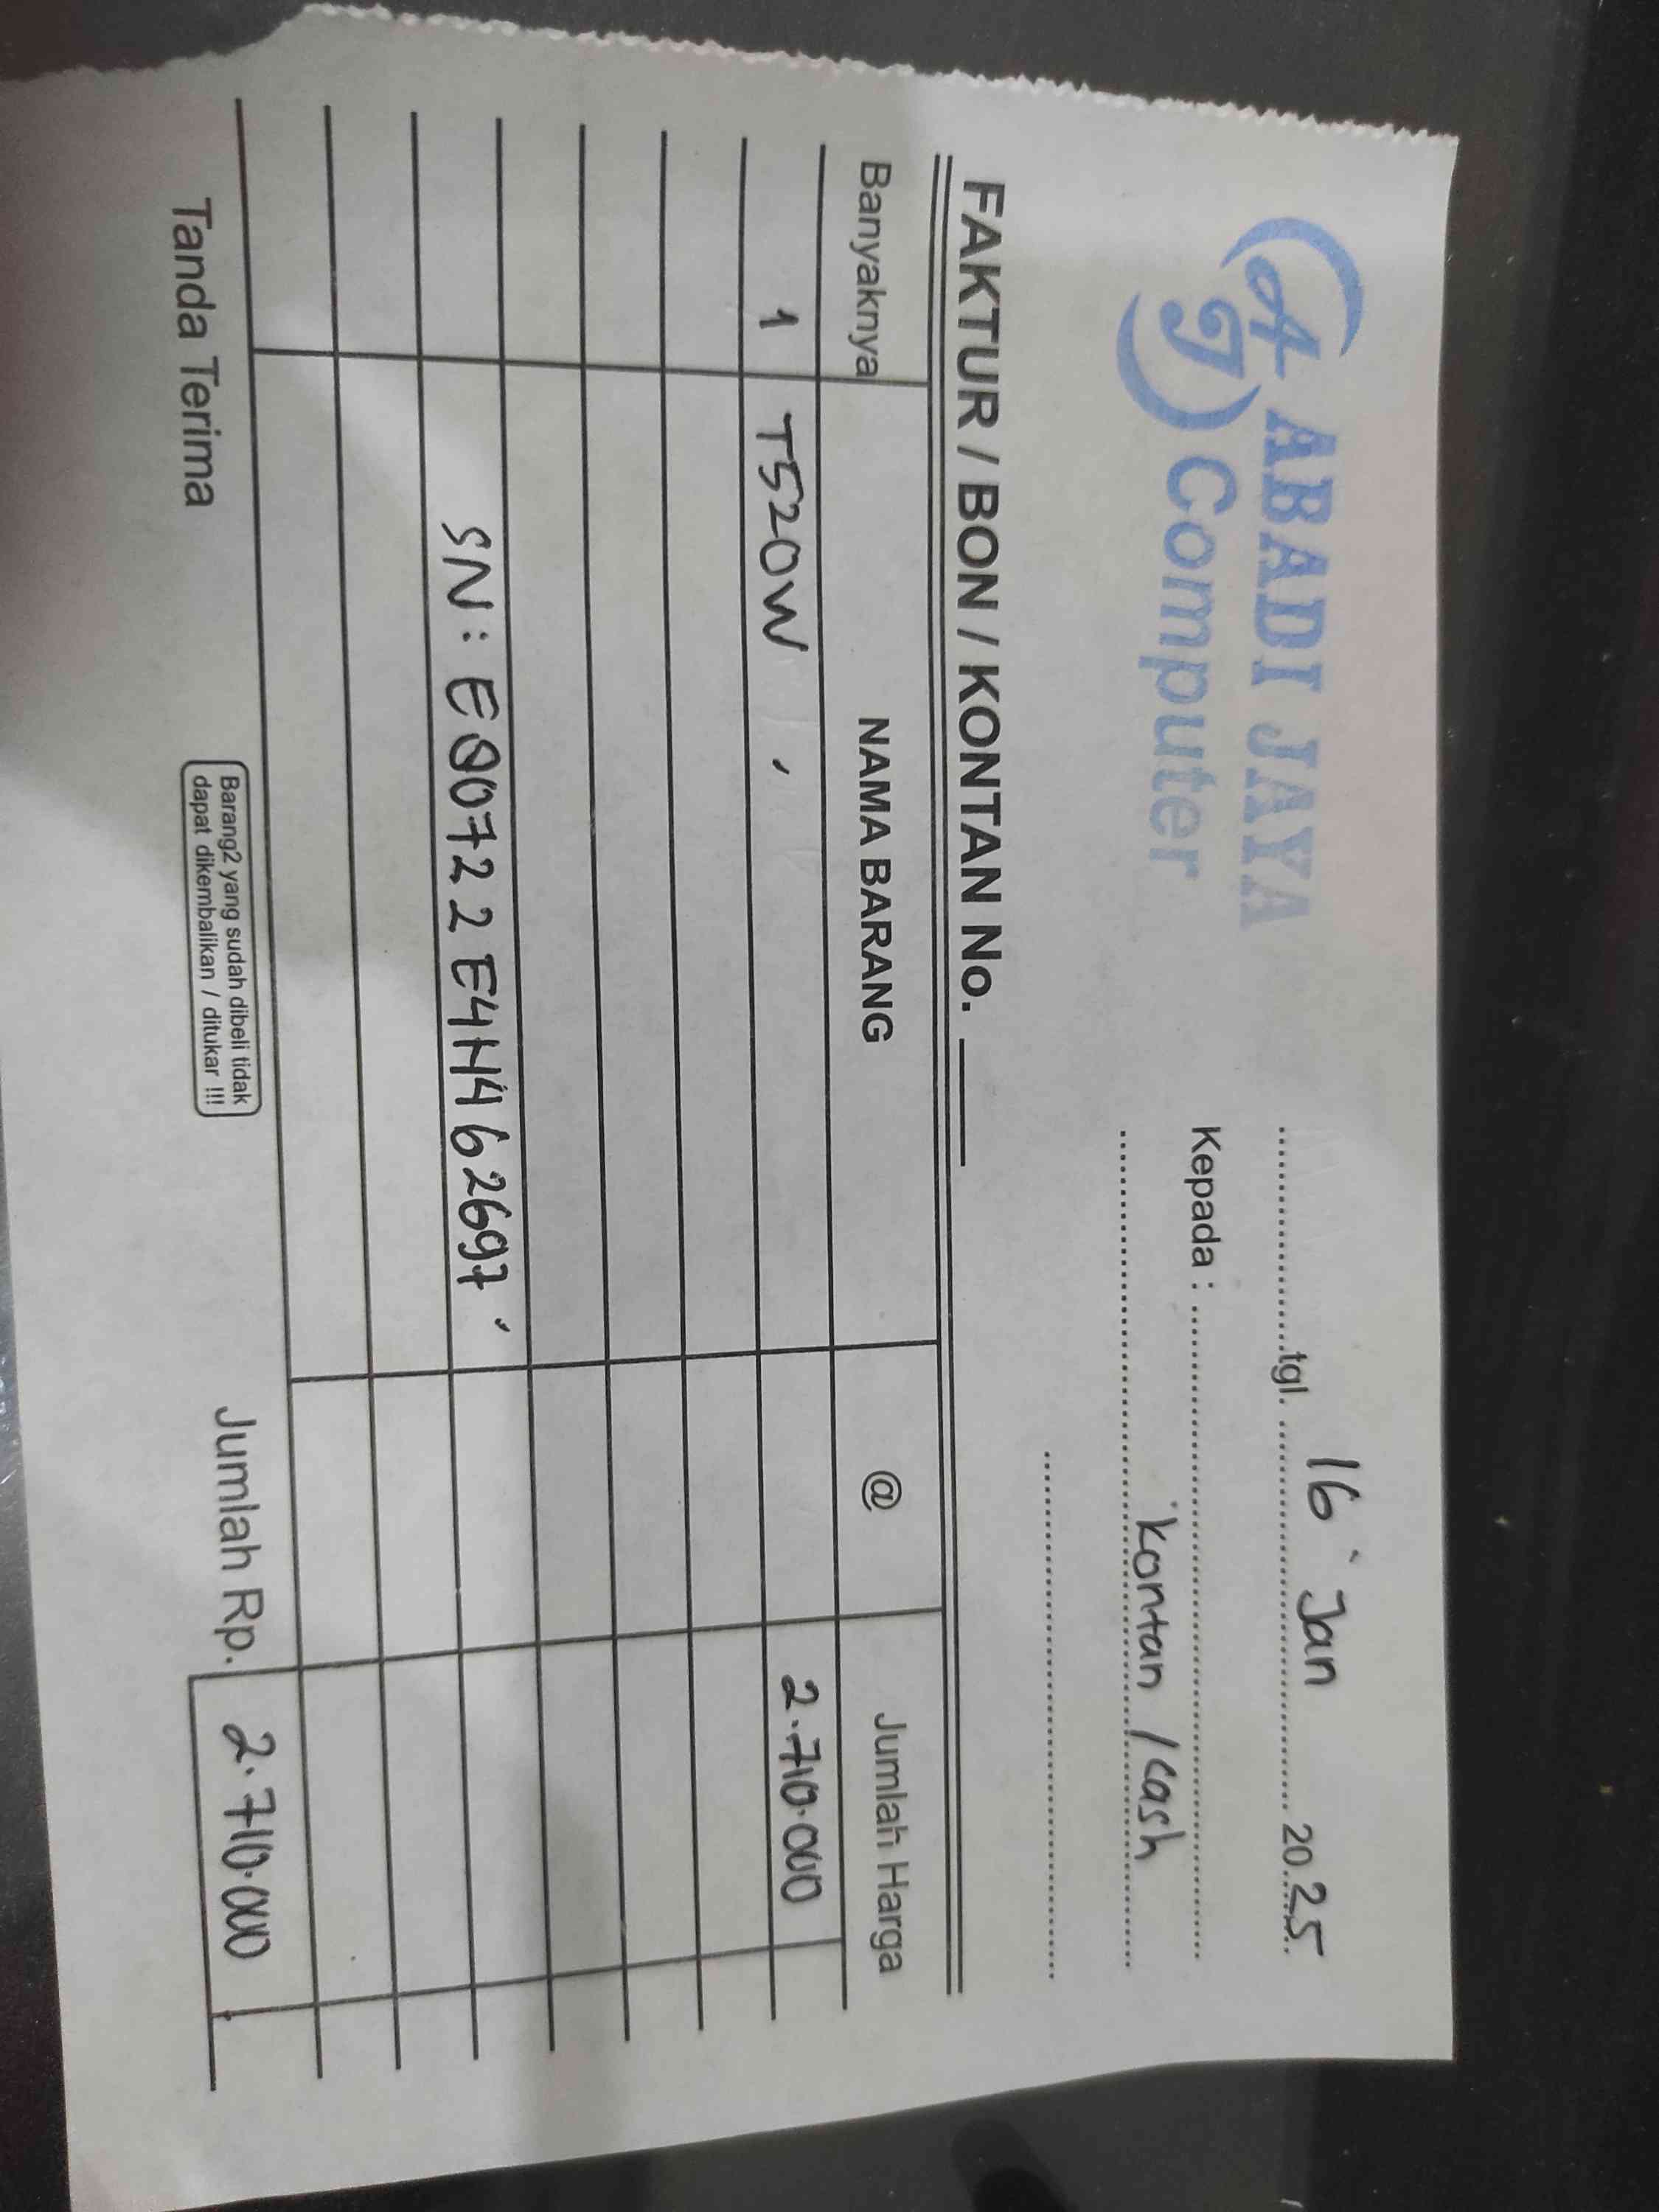 AJ ABADI JAYA
Computer
tgl. 16 Jan 2025
Kepada :
Kontan / Cash
FAKTUR / BON / KONTAN No.
Banyaknya NAMA BARANG @ Jumlah Harga
1 T520W 2.710.000
SN: E80722E4H462697
Tanda Terima
Barang2 yang sudah dibeli tidak
dapat dikembalikan / ditukar !!!
Jumlah Rp. 2.710.000